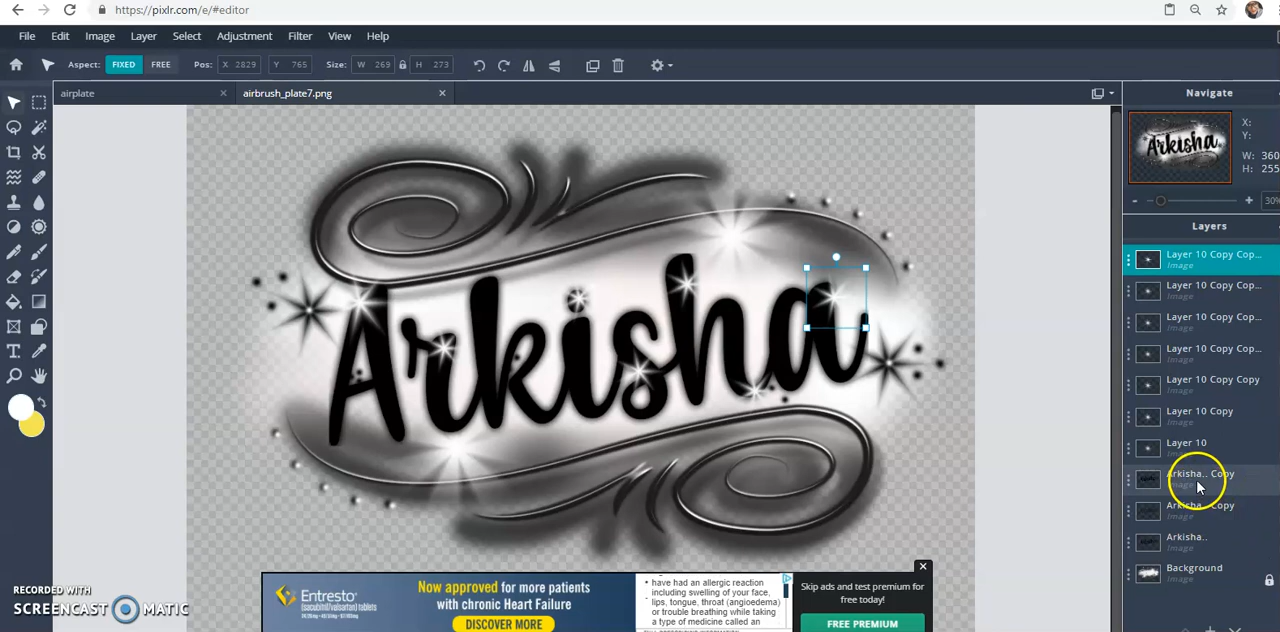 https://pixlr.com/e/#editor
File Edit Image Layer Select Adjustment Filter View Help
Aspect: FIXED FREE Pos: X 2829 Y 765 Size: W 269 H 273
airplate × airbrush_plate7.png ×
Navigate
X:
Y:
W: 360
H: 255
- + 30%
Layers
Layer 10 Copy Cop...
Image
Layer 10 Copy Cop...
Image
Layer 10 Copy Cop...
Image
Layer 10 Copy Cop...
Image
Layer 10 Copy Copy
Image
Layer 10 Copy
Image
Layer 10
Image
Arkisha.. Copy
Image
Arkisha.. Copy
Image
Arkisha..
Image
Background
Image
Arkisha
RECORDED WITH
SCREENCAST MATIC
Entresto
(sacubitril/valsartan) tablets
Now approved for more patients
with chronic Heart Failure
DISCOVER MORE
have had an allergic reaction
including swelling of your face,
lips, tongue, throat (angioedema)
or trouble breathing while taking
a type of medicine called an
Skip ads and test premium for
free today!
FREE PREMIUM